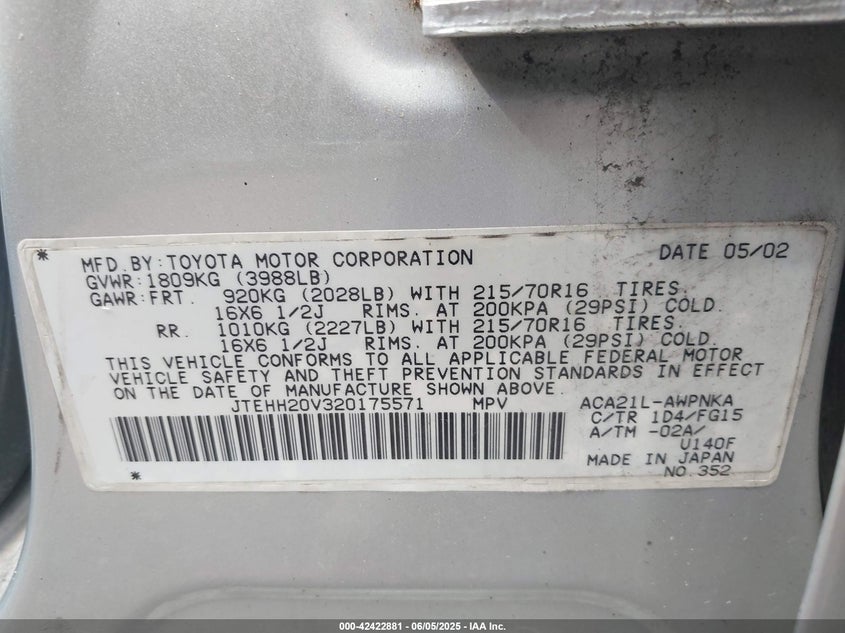 * MFD. BY: TOYOTA MOTOR CORPORATION DATE 05/02
GVWR: 1809KG (3988LB)
GAWR: FRT. 920KG (2028LB) WITH 215/70R16 TIRES.
16X6 1/2J RIMS. AT 200KPA (29PSI) COLD.
RR. 1010KG (2227LB) WITH 215/70R16 TIRES.
16X6 1/2J RIMS. AT 200KPA (29PSI) COLD.
THIS VEHICLE CONFORMS TO ALL APPLICABLE FEDERAL MOTOR
VEHICLE SAFETY AND THEFT PREVENTION STANDARDS IN EFFECT
ON THE DATE OF MANUFACTURE SHOWN ABOVE.
JTEHH20V320175571 MPV ACA21L-AWPNKA
C/TR 1D4/FG15
A/TM -02A/
U140F
MADE IN JAPAN
* NO.352
000-42422881 - 06/05/2025 - IAA Inc.